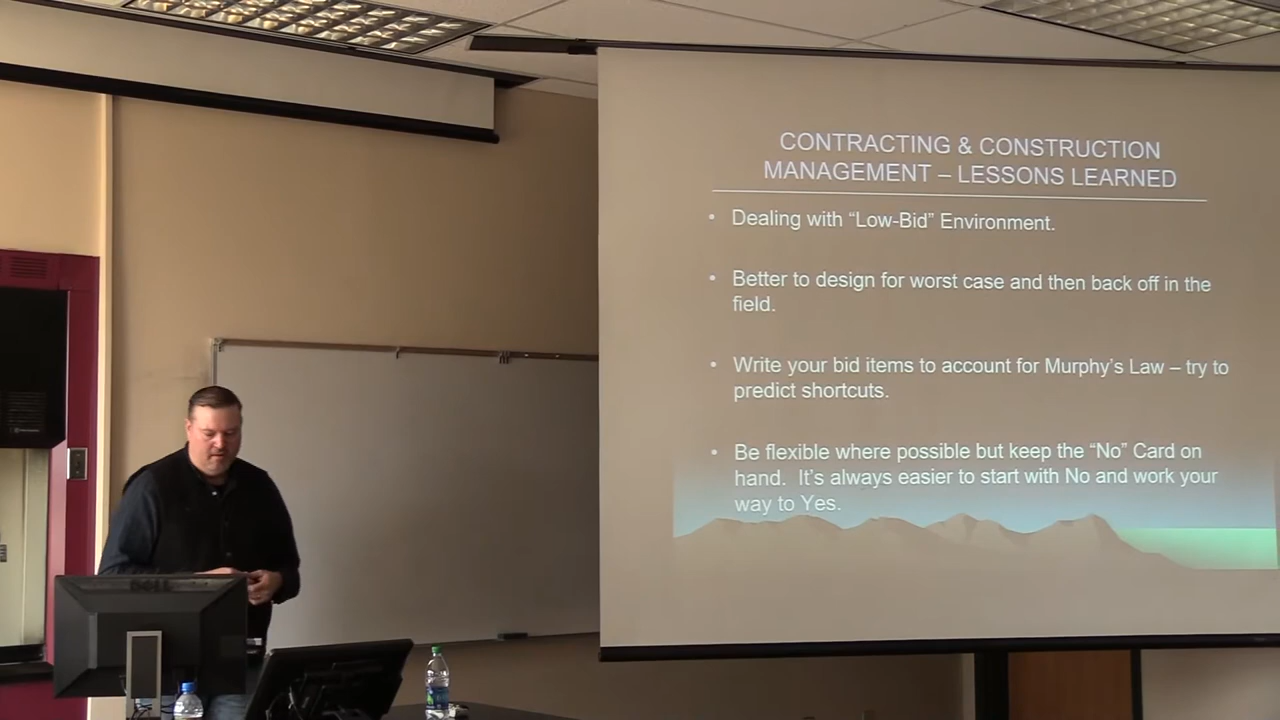 CONTRACTING & CONSTRUCTION
MANAGEMENT – LESSONS LEARNED
• Dealing with “Low-Bid” Environment.
• Better to design for worst case and then back off in the
field.
• Write your bid items to account for Murphy’s Law – try to
predict shortcuts.
• Be flexible where possible but keep the “No” Card on
hand. It’s always easier to start with No and work your
way to Yes.
DELL